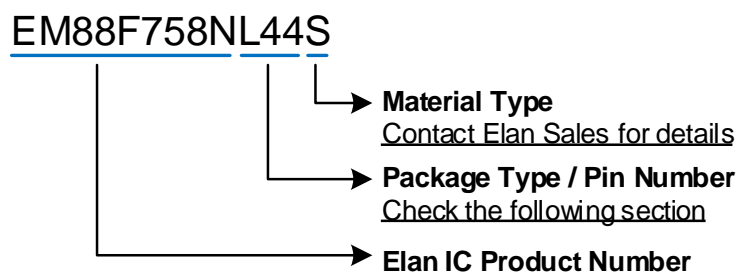 EM88F758NL44S
Material Type
Contact Elan Sales for details
Package Type / Pin Number
Check the following section
Elan IC Product Number